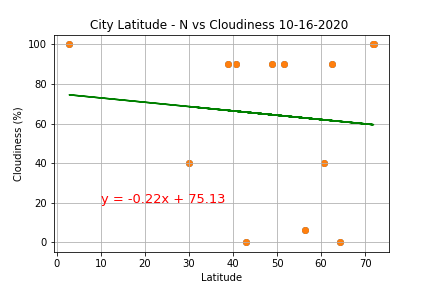 City Latitude - N vs Cloudiness 10-16-2020
100
80
60
40
20
0
Cloudiness (%)
y = -0.22x + 75.13
0 10 20 30 40 50 60 70
Latitude